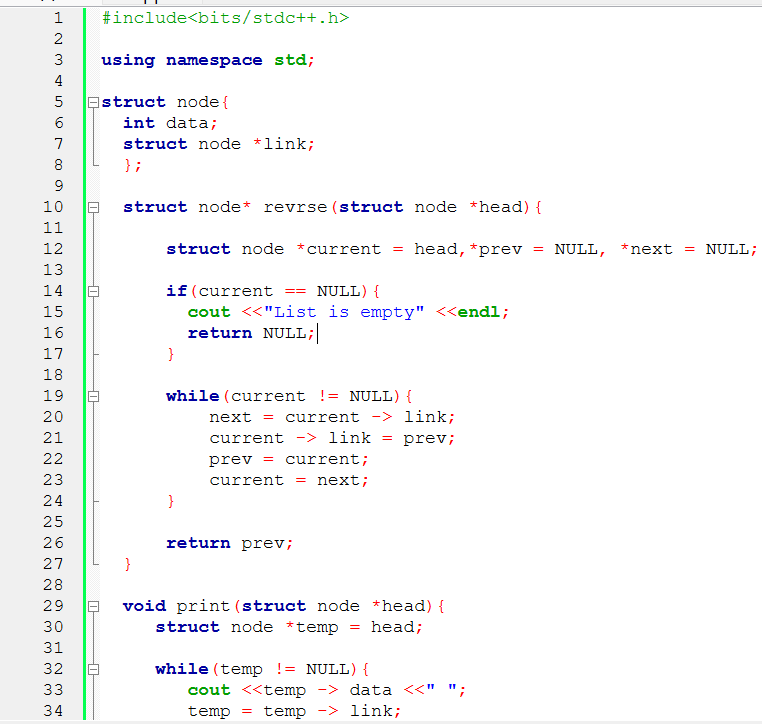 1 #include<bits/stdc++.h>
2
3 using namespace std;
4
5 struct node{
6 int data;
7 struct node *link;
8 };
9
10 struct node* revrse(struct node *head){
11
12 struct node *current = head,*prev = NULL, *next = NULL;
13
14 if(current == NULL){
15 cout <<"List is empty" <<endl;
16 return NULL;
17 }
18
19 while(current != NULL){
20 next = current -> link;
21 current -> link = prev;
22 prev = current;
23 current = next;
24 }
25
26 return prev;
27 }
28
29 void print(struct node *head){
30 struct node *temp = head;
31
32 while(temp != NULL){
33 cout <<temp -> data <<" ";
34 temp = temp -> link;